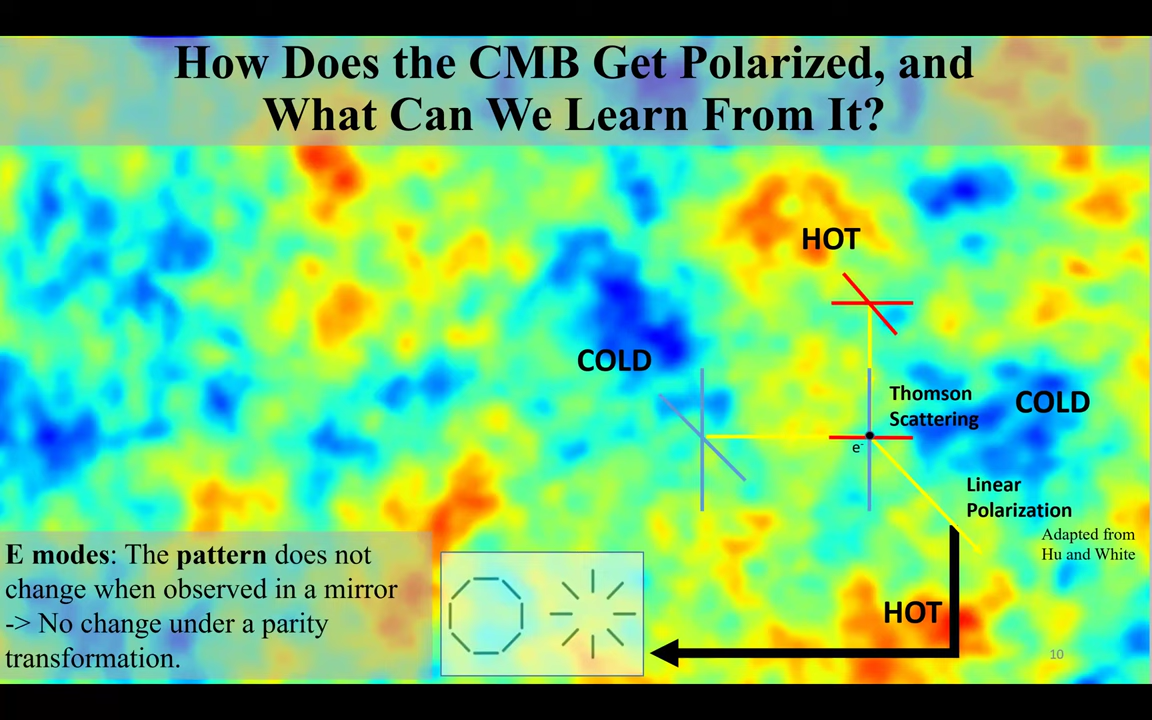 How Does the CMB Get Polarized, and
What Can We Learn From It?
HOT
COLD
Thomson
Scattering
COLD
e-
Linear
Polarization
Adapted from
Hu and White
E modes: The pattern does not
change when observed in a mirror
-> No change under a parity
transformation.
HOT
10